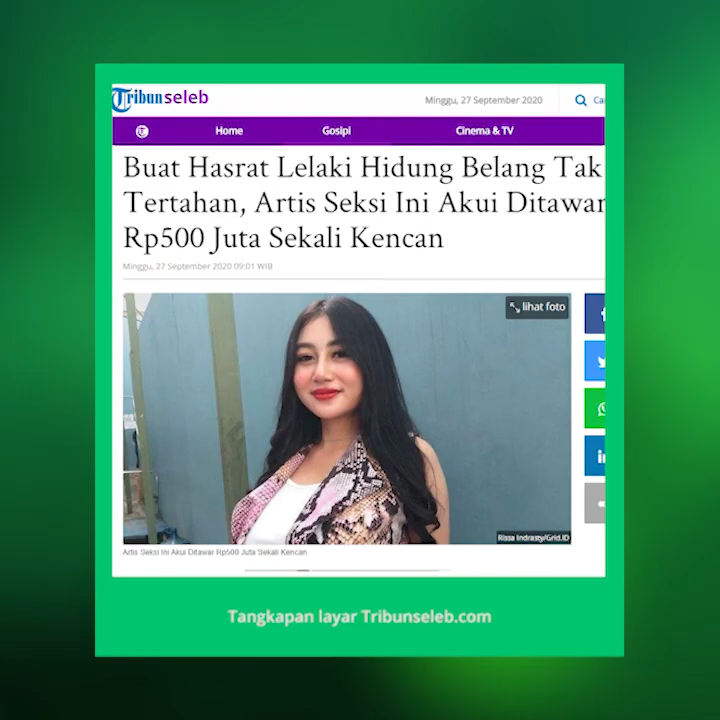 Tribunseleb
Minggu, 27 September 2020
Home
Gosipi
Cinema & TV
Buat Hasrat Lelaki Hidung Belang Tak
Tertahan, Artis Seksi Ini Akui Ditawar
Rp500 Juta Sekali Kencan
Minggu, 27 September 2020 09:01 WIB
lihat foto
Rissa Indrasty/Grid.ID
Artis Seksi Ini Akui Ditawar Rp500 Juta Sekali Kencan
Tangkapan layar Tribunseleb.com